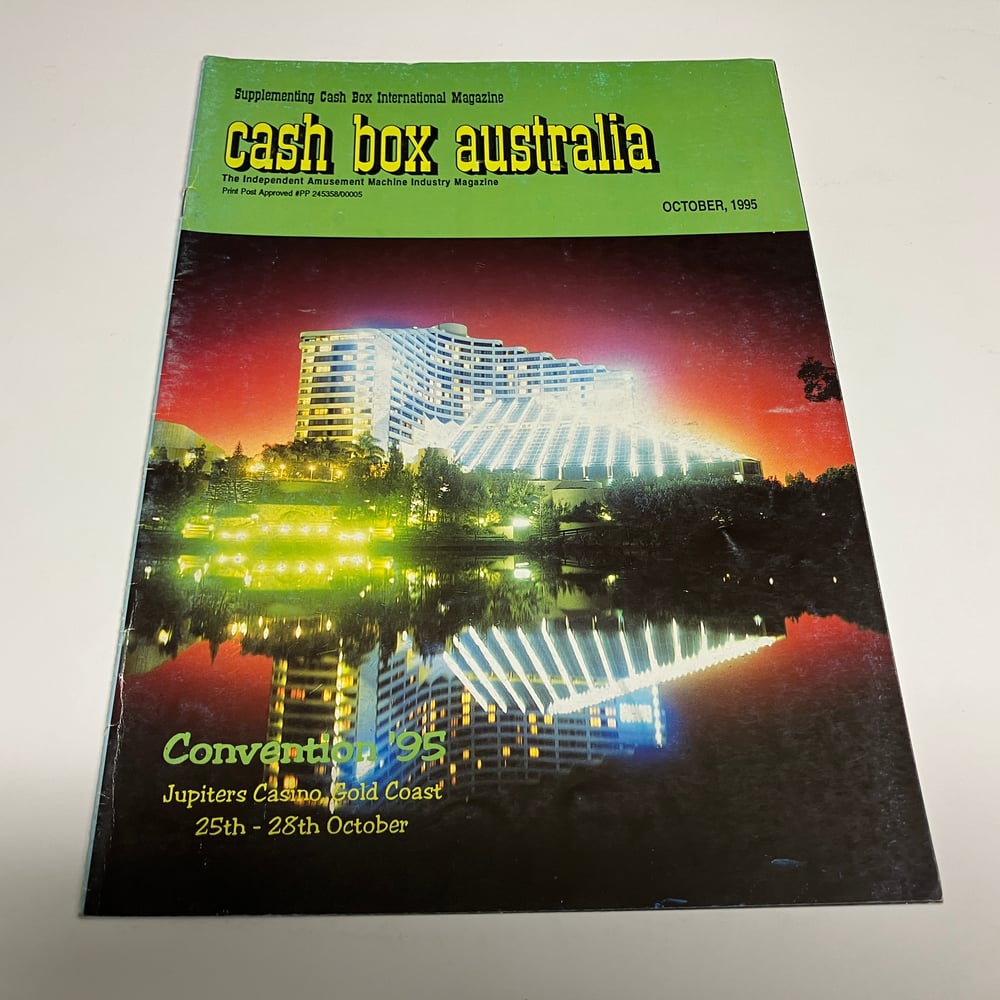 Supplementing Cash Box International Magazine
cash box australia
The Independent Amusement Machine Industry Magazine
Print Post Approved #PP 245358/00005
OCTOBER, 1995
Convention '95
Jupiters Casino, Gold Coast
25th - 28th October